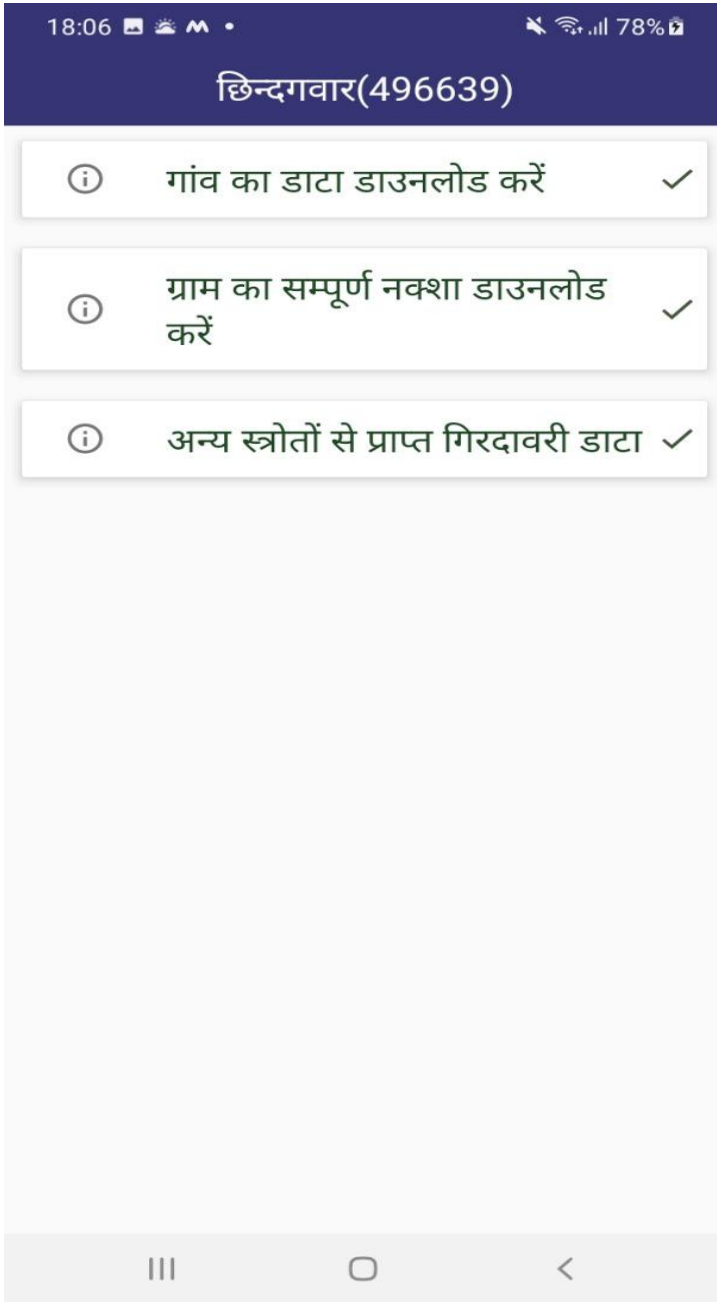 18:06 78%
छिन्दगवार(496639)
गांव का डाटा डाउनलोड करें
ग्राम का सम्पूर्ण नक्शा डाउनलोड
करें
अन्य स्त्रोतों से प्राप्त गिरदावरी डाटा